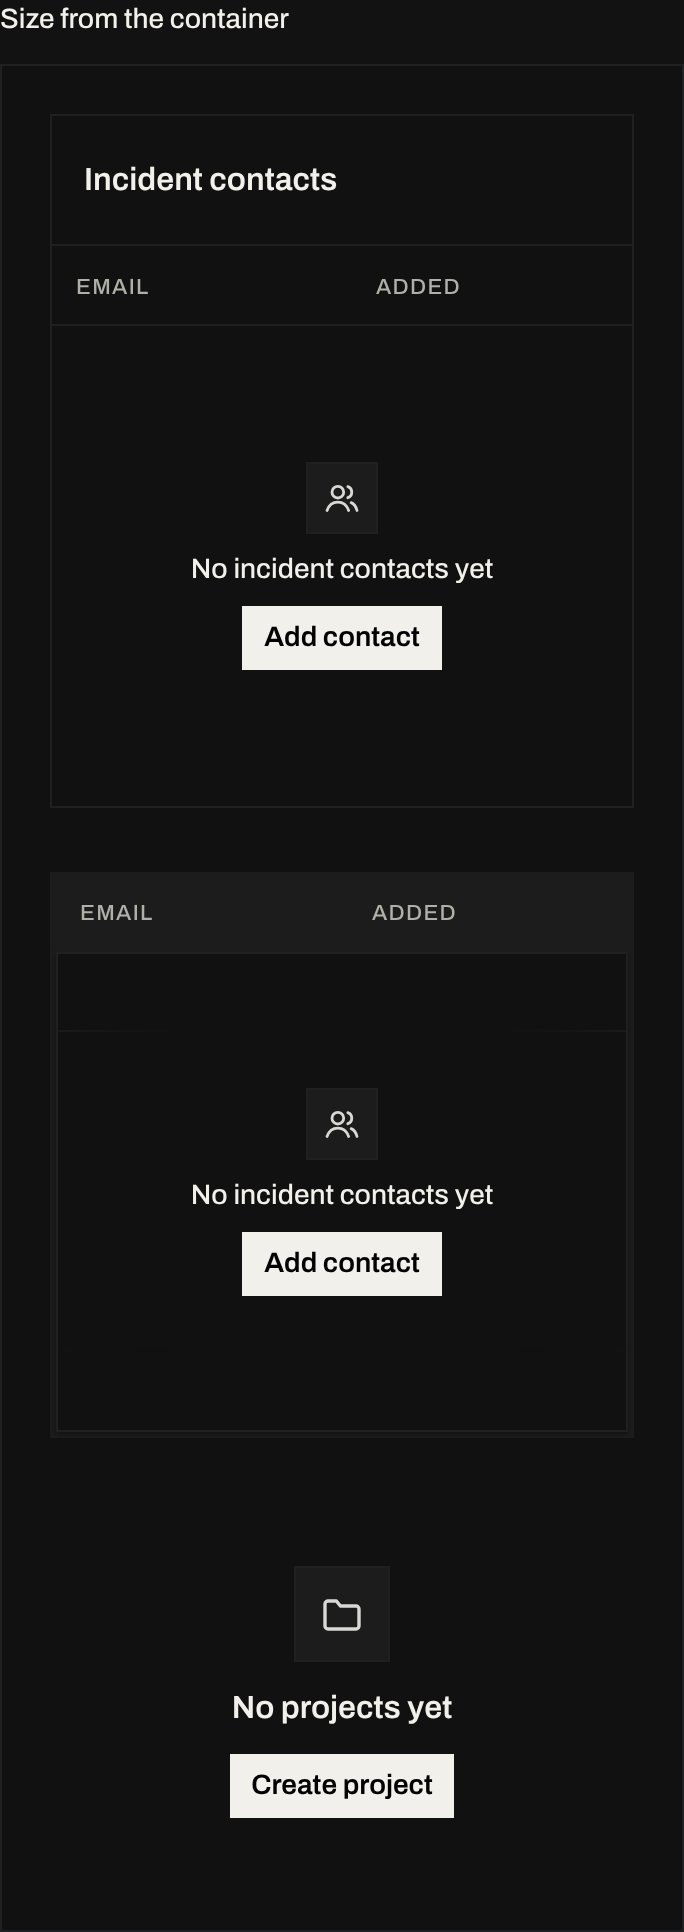 Size from the container
Incident contacts
EMAIL ADDED
No incident contacts yet
Add contact
EMAIL ADDED
No incident contacts yet
Add contact
No projects yet
Create project